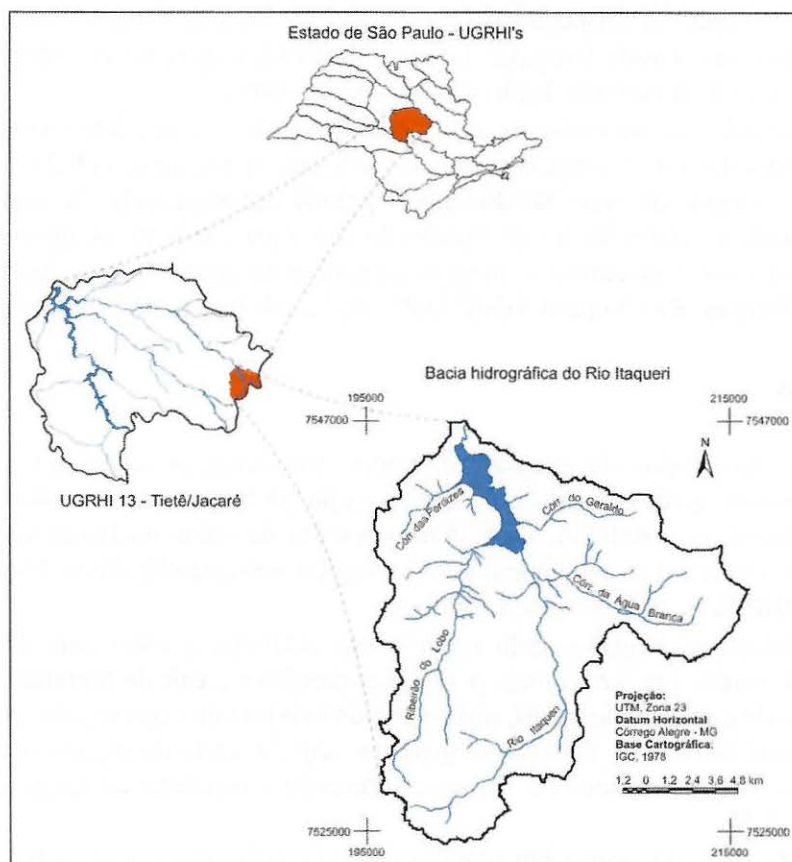 Estado de São Paulo - UGRHI's
Bacia hidrográfica do Rio Itaqueri
195000
215000
7547000
7547000
N
UGRHI 13 - Tietê/Jacaré
Córr. das Perdizes
Córr. do Geraldo
Córr. da Água Branca
Ribeirão do Lobo
Rio Itaqueri
Projeção:
UTM, Zona 23
Datum Horizontal:
Córrego Alegre - MG
Base Cartográfica:
IGC, 1978
1,2 0 1,2 2,4 3,6 4,8 km
7525000
7525000
195000
215000